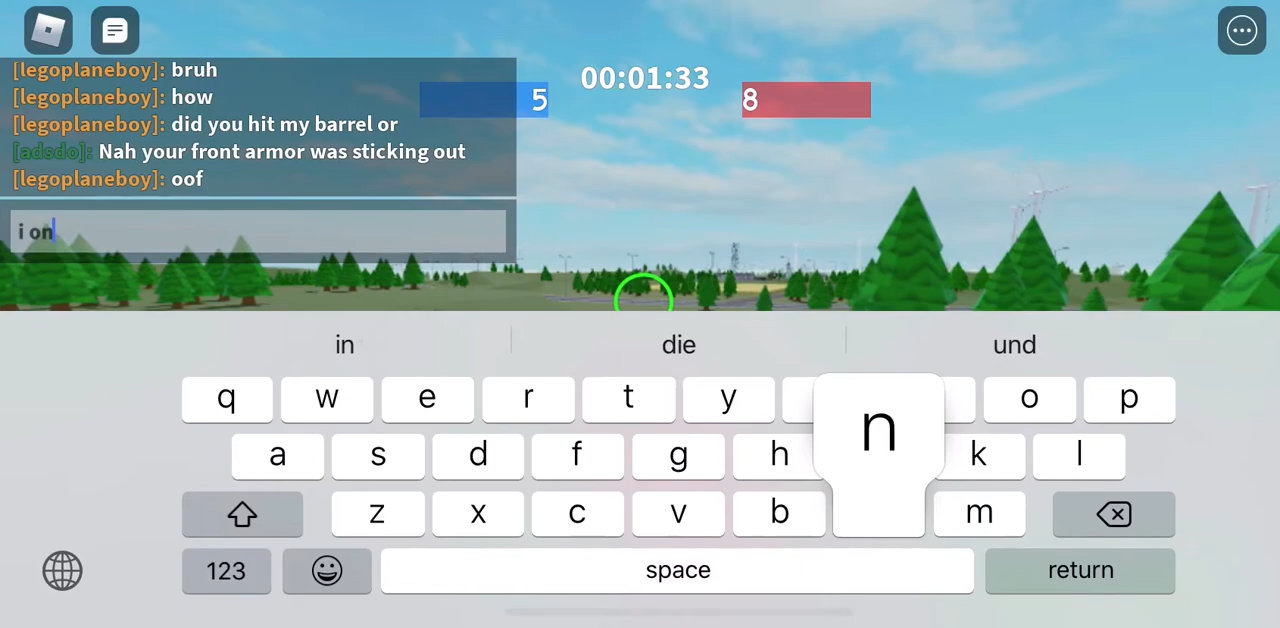 [legoplaneboy]: bruh
[legoplaneboy]: how
[legoplaneboy]: did you hit my barrel or
[adsdo]: Nah your front armor was sticking out
[legoplaneboy]: oof
i on
00:01:33
5 8
in die und
q w e r t y o p
a s d f g h k l
z x c v b n m
123 space return